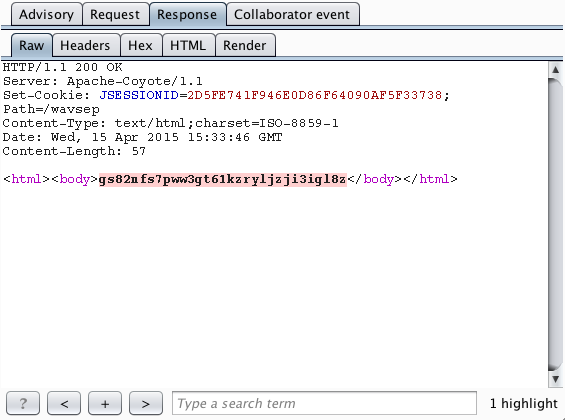 Advisory Request Response Collaborator event
Raw Headers Hex HTML Render
HTTP/1.1 200 OK
Server: Apache-Coyote/1.1
Set-Cookie: JSESSIONID=2D5FE741F946E0D86F64090AF5F33738;
Path=/wavsep
Content-Type: text/html;charset=ISO-8859-1
Date: Wed, 15 Apr 2015 15:33:46 GMT
Content-Length: 57
<html><body>gs82nfs7pww3gt61kzryljzji3igl8z</body></html>
? < + > Type a search term 1 highlight